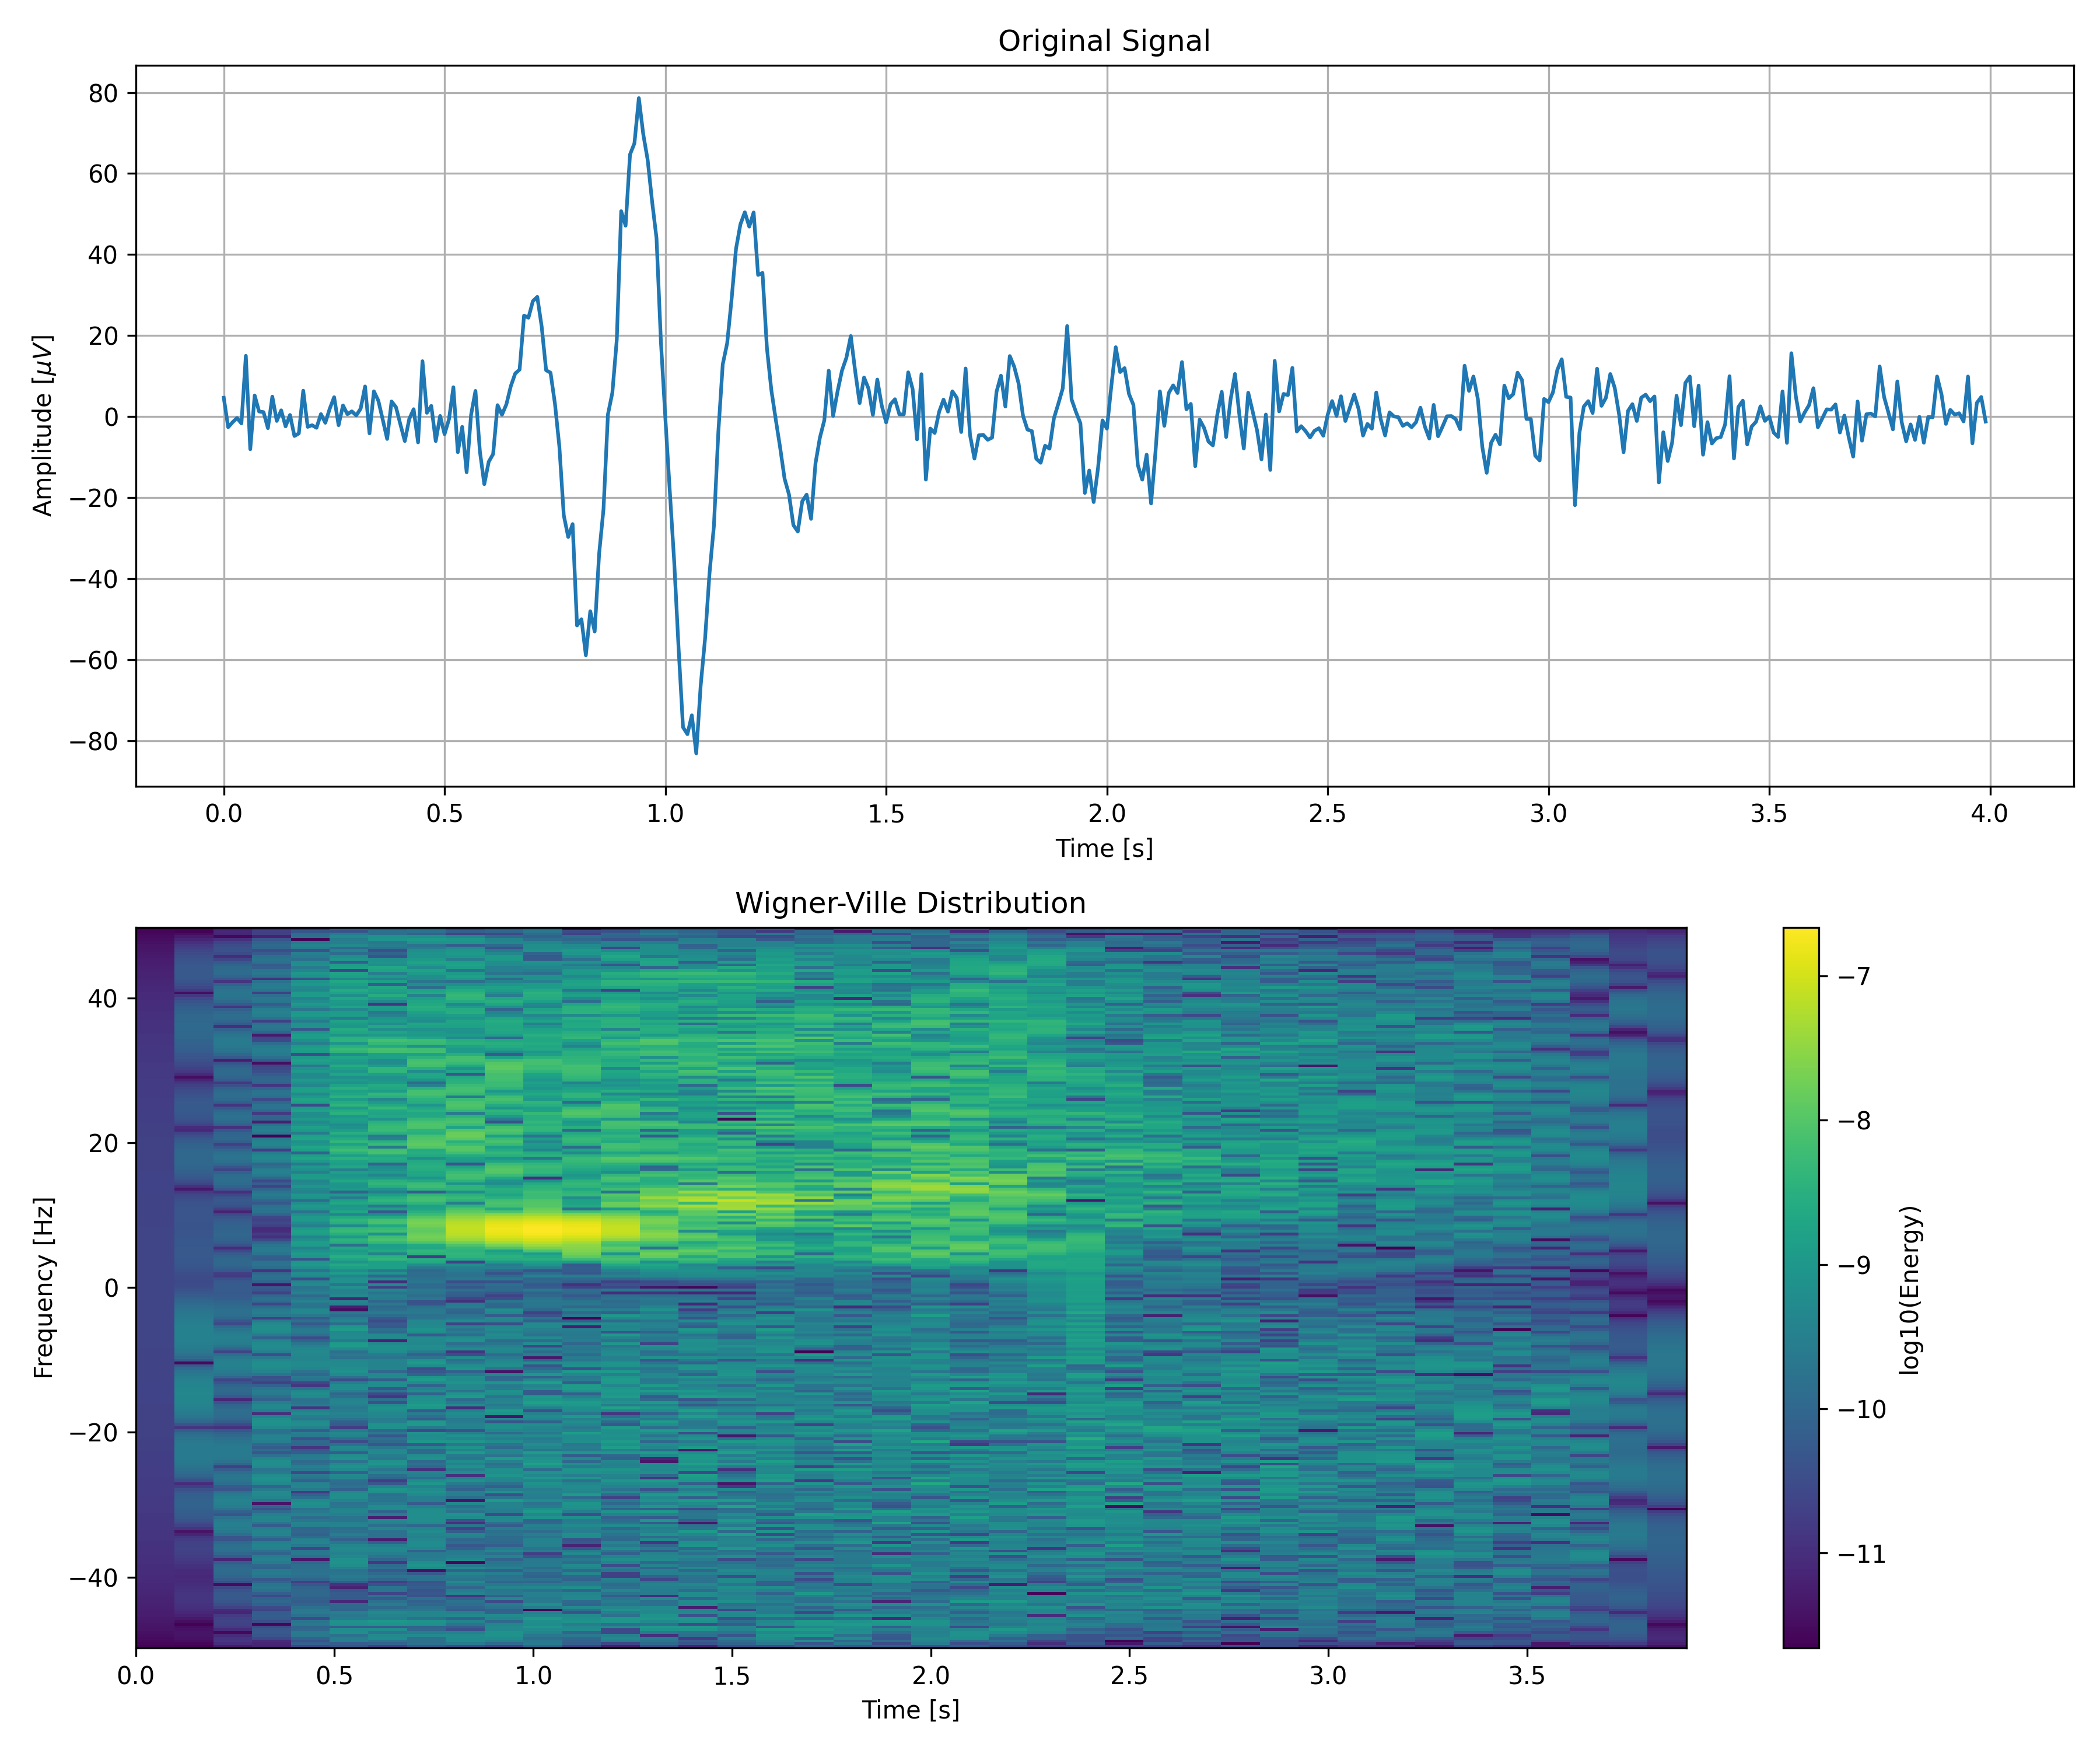 Original Signal
80
60
40
20
0
−20
−40
−60
−80
Amplitude [μV]
0.0 0.5 1.0 1.5 2.0 2.5 3.0 3.5 4.0
Time [s]
Wigner-Ville Distribution
40
20
0
−20
−40
Frequency [Hz]
0.0 0.5 1.0 1.5 2.0 2.5 3.0 3.5
Time [s]
−7
−8
−9
−10
−11
log10(Energy)